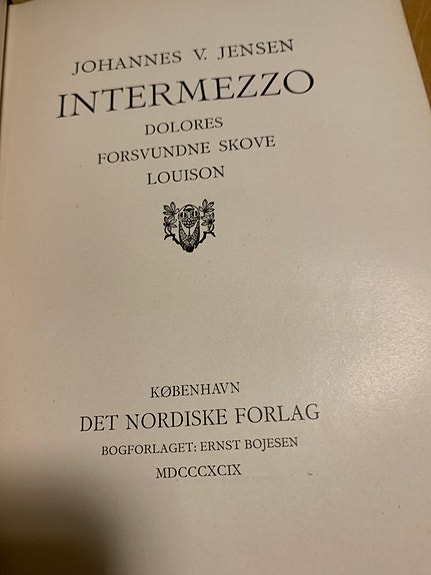 JOHANNES V. JENSEN
INTERMEZZO
DOLORES
FORSVUNDNE SKOVE
LOUISON
KØBENHAVN
DET NORDISKE FORLAG
BOGFORLAGET: ERNST BOJESEN
MDCCCXCIX